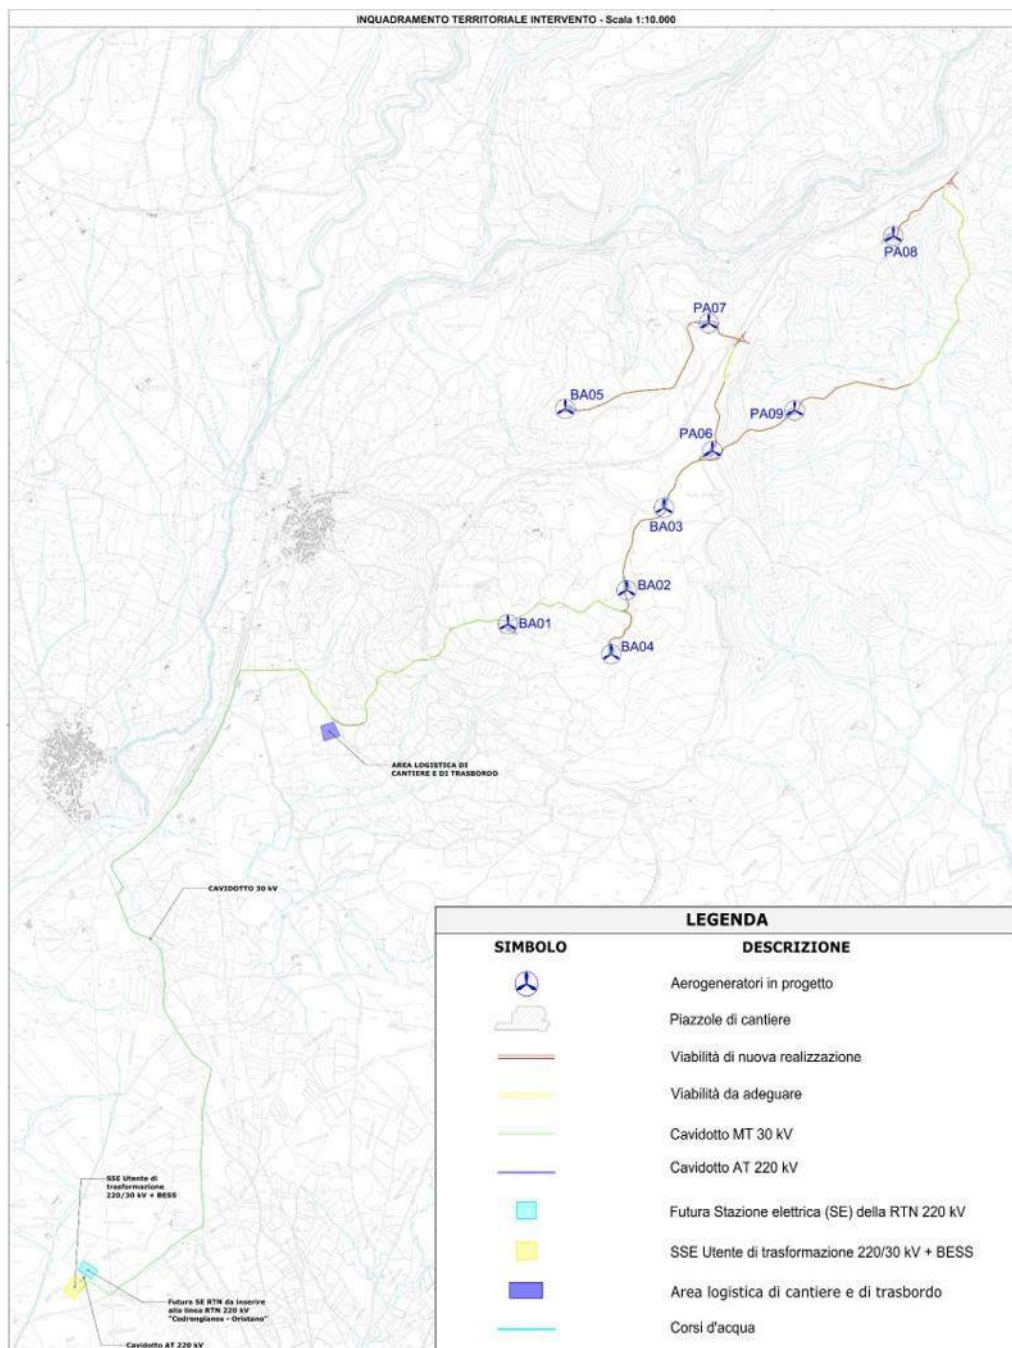 INQUADRAMENTO TERRITORIALE INTERVENTO - Scala 1:10.000
PA08
PA07
BA05
PA09
PA06
BA03
BA02
BA01
BA04
AREA LOGISTICA DI
CANTIERE E DI TRASBORDO
CAVIDOTTO 30 kV
SSE Utente di
trasformazione
220/30 kV + BESS
Futura SE RTN da inserire
alla linea RTN 220 kV
"Codrongianos - Oristano"
Cavidotto AT 220 kV
LEGENDA
SIMBOLO DESCRIZIONE
Aerogeneratori in progetto
Piazzole di cantiere
Viabilità di nuova realizzazione
Viabilità da adeguare
Cavidotto MT 30 kV
Cavidotto AT 220 kV
Futura Stazione elettrica (SE) della RTN 220 kV
SSE Utente di trasformazione 220/30 kV + BESS
Area logistica di cantiere e di trasbordo
Corsi d'acqua